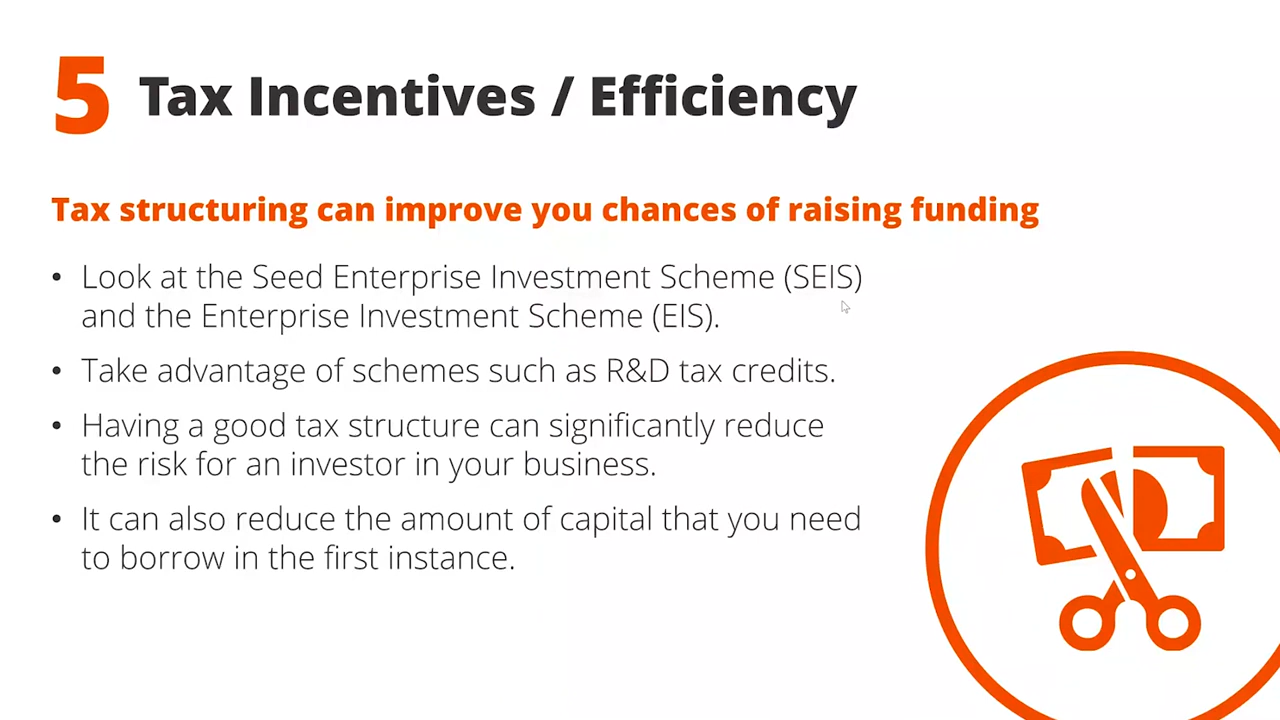 5 Tax Incentives / Efficiency
Tax structuring can improve you chances of raising funding
• Look at the Seed Enterprise Investment Scheme (SEIS)
and the Enterprise Investment Scheme (EIS).
• Take advantage of schemes such as R&D tax credits.
• Having a good tax structure can significantly reduce
the risk for an investor in your business.
• It can also reduce the amount of capital that you need
to borrow in the first instance.